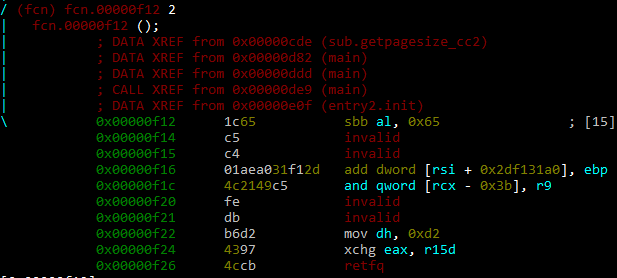 / (fcn) fcn.00000f12 2
|   fcn.00000f12 ();
|           ; DATA XREF from 0x00000cde (sub.getpagesize_cc2)
|           ; DATA XREF from 0x00000d82 (main)
|           ; DATA XREF from 0x00000ddd (main)
|           ; CALL XREF from 0x00000de9 (main)
|           ; DATA XREF from 0x00000e0f (entry2.init)
\           0x00000f12      1c65           sbb al, 0x65                ; [15]
            0x00000f14      c5             invalid
            0x00000f15      c4             invalid
            0x00000f16      01aea031f12d   add dword [rsi + 0x2df131a0], ebp
            0x00000f1c      4c2149c5       and qword [rcx - 0x3b], r9
            0x00000f20      fe             invalid
            0x00000f21      db             invalid
            0x00000f22      b6d2           mov dh, 0xd2
            0x00000f24      4397           xchg eax, r15d
            0x00000f26      4ccb           retfq